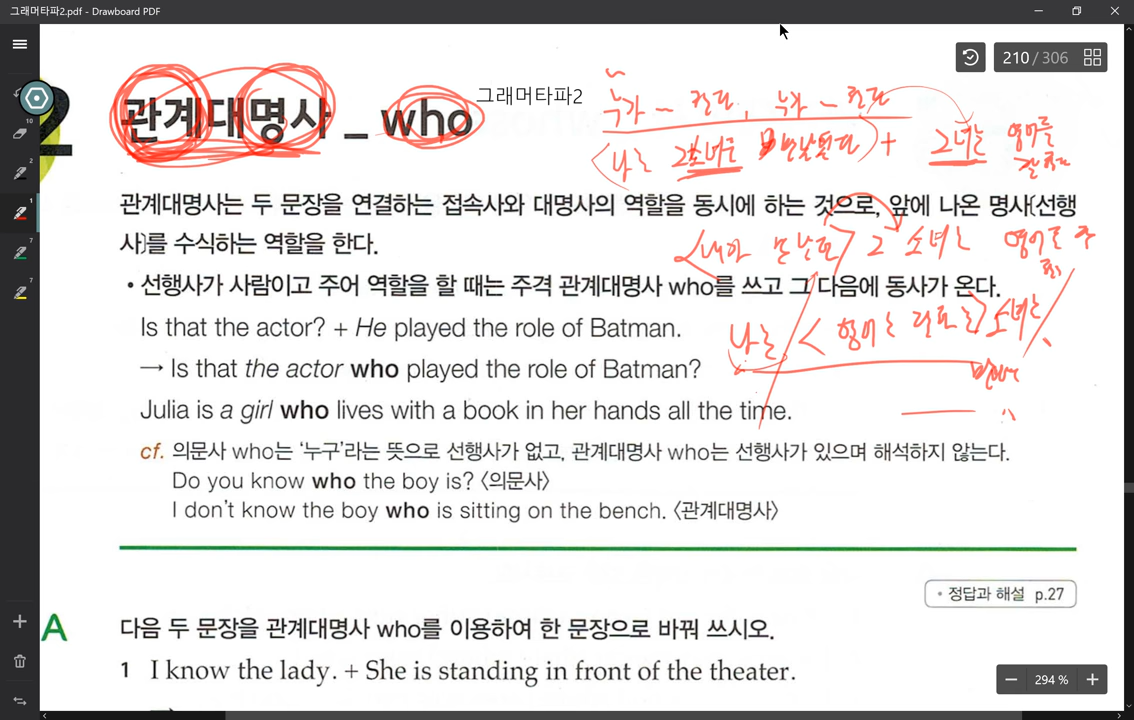 그래머타파2.pdf - Drawboard PDF
210 / 306
관계대명사 _ who
그래머타파2
누가 ~ 한다, 누가 ~ 한다
나는 그 소녀를 만났다 + 그녀는 영어를
관계대명사는 두 문장을 연결하는 접속사와 대명사의 역할을 동시에 하는 것으로, 앞에 나온 명사(선행
사)를 수식하는 역할을 한다.
<내가 만났던> 그 소녀는 영어를
• 선행사가 사람이고 주어 역할을 할 때는 주격 관계대명사 who를 쓰고 그 다음에 동사가 온다.
Is that the actor? + He played the role of Batman.
나는 < 소녀는
→ Is that the actor who played the role of Batman?
Julia is a girl who lives with a book in her hands all the time.
cf. 의문사 who는 '누구'라는 뜻으로 선행사가 없고, 관계대명사 who는 선행사가 있으며 해석하지 않는다.
Do you know who the boy is? 〈의문사〉
I don't know the boy who is sitting on the bench. 〈관계대명사〉
• 정답과 해설 p.27
A 다음 두 문장을 관계대명사 who를 이용하여 한 문장으로 바꿔 쓰시오.
1 I know the lady. + She is standing in front of the theater.
294 %